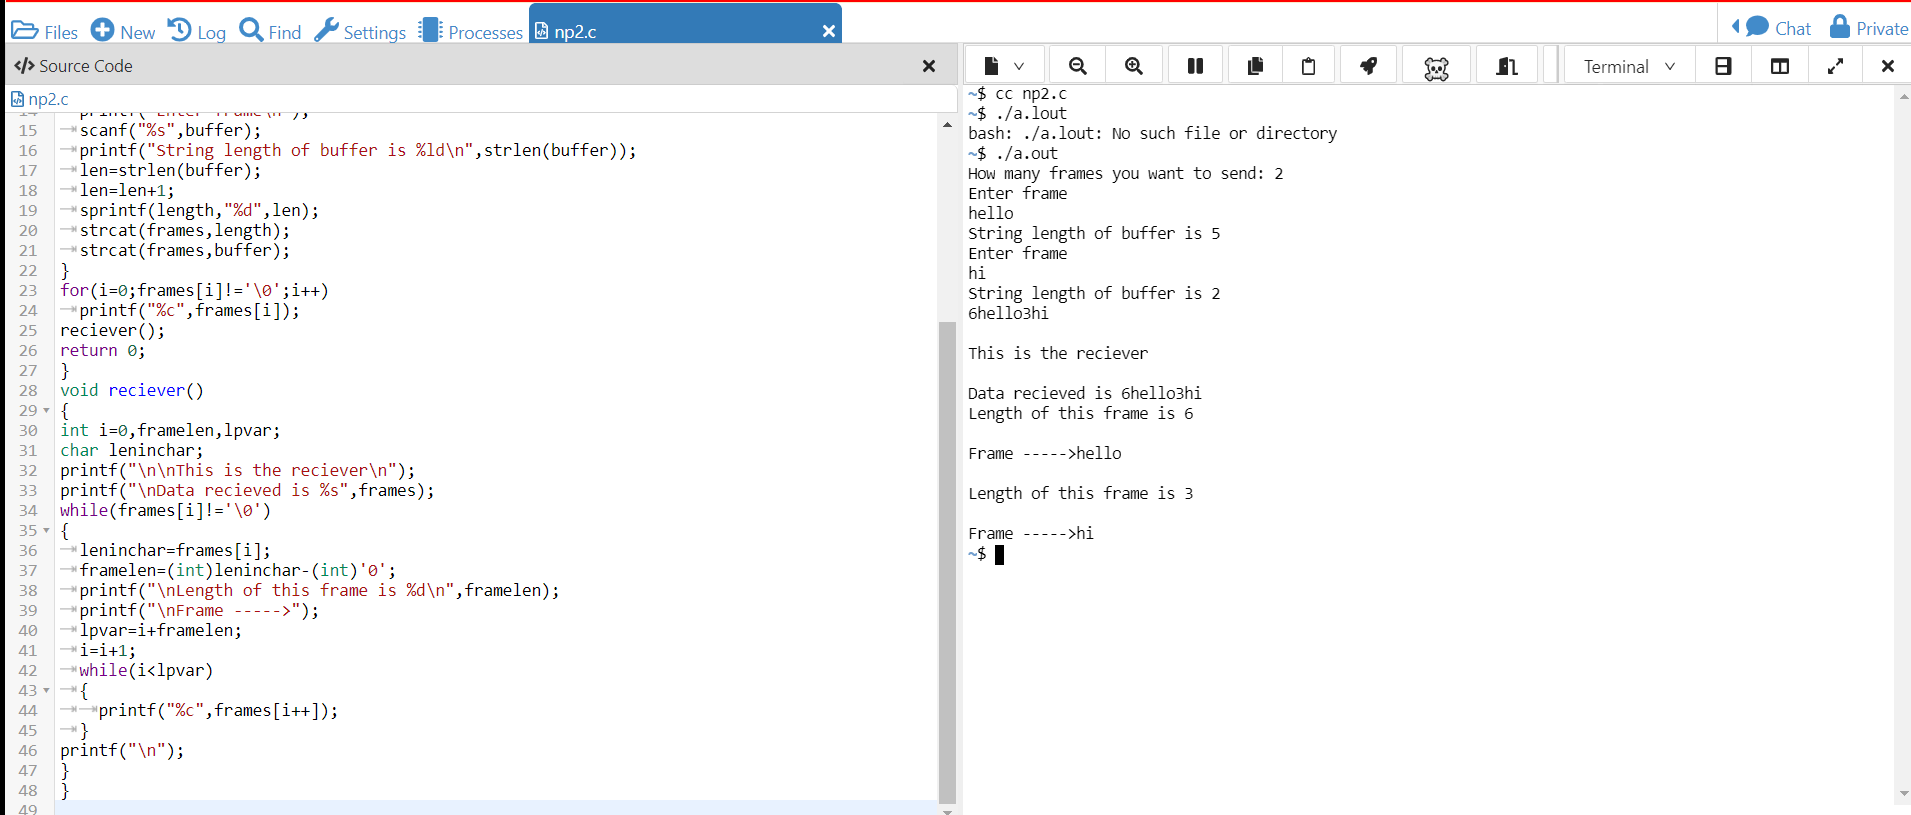 Files New Log Find Settings Processes np2.c Chat Private
Source Code
Terminal
np2.c
15 scanf("%s",buffer);
16 printf("String length of buffer is %ld\n",strlen(buffer));
17 len=strlen(buffer);
18 len=len+1;
19 sprintf(length,"%d",len);
20 strcat(frames,length);
21 strcat(frames,buffer);
22 }
23 for(i=0;frames[i]!='\0';i++)
24 printf("%c",frames[i]);
25 reciever();
26 return 0;
27 }
28 void reciever()
29 {
30 int i=0,framelen,lpvar;
31 char leninchar;
32 printf("\n\nThis is the reciever\n");
33 printf("\nData recieved is %s",frames);
34 while(frames[i]!='\0')
35 {
36 leninchar=frames[i];
37 framelen=(int)leninchar-(int)'0';
38 printf("\nLength of this frame is %d\n",framelen);
39 printf("\nFrame ----->");
40 lpvar=i+framelen;
41 i=i+1;
42 while(i<lpvar)
43 {
44 printf("%c",frames[i++]);
45 }
46 printf("\n");
47 }
48 }
49
~$ cc np2.c
~$ ./a.lout
bash: ./a.lout: No such file or directory
~$ ./a.out
How many frames you want to send: 2
Enter frame
hello
String length of buffer is 5
Enter frame
hi
String length of buffer is 2
6hello3hi
This is the reciever
Data recieved is 6hello3hi
Length of this frame is 6
Frame ----->hello
Length of this frame is 3
Frame ----->hi
~$